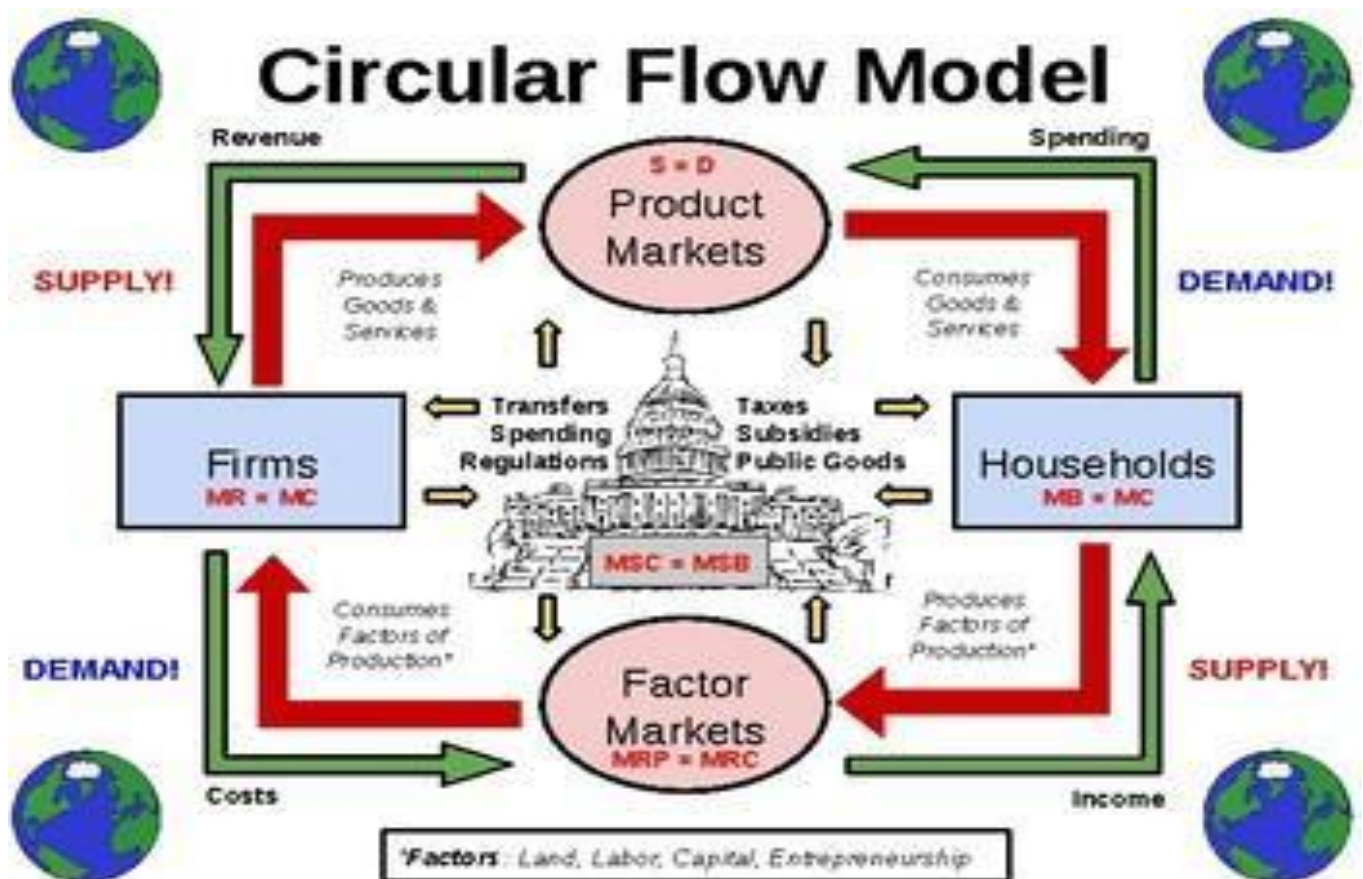 Circular Flow Model
Revenue
Spending
S = D
Product
Markets
SUPPLY!
Produces
Goods &
Services
Consumes
Goods &
Services
DEMAND!
Firms
MR = MC
Transfers
Spending
Regulations
Taxes
Subsidies
Public Goods
Households
MB = MC
MSC = MSB
DEMAND!
Consumes
Factors of
Production*
Factor
Markets
MRP = MRC
Produces
Factors of
Production*
SUPPLY!
Costs
Income
*Factors: Land, Labor, Capital, Entrepreneurship